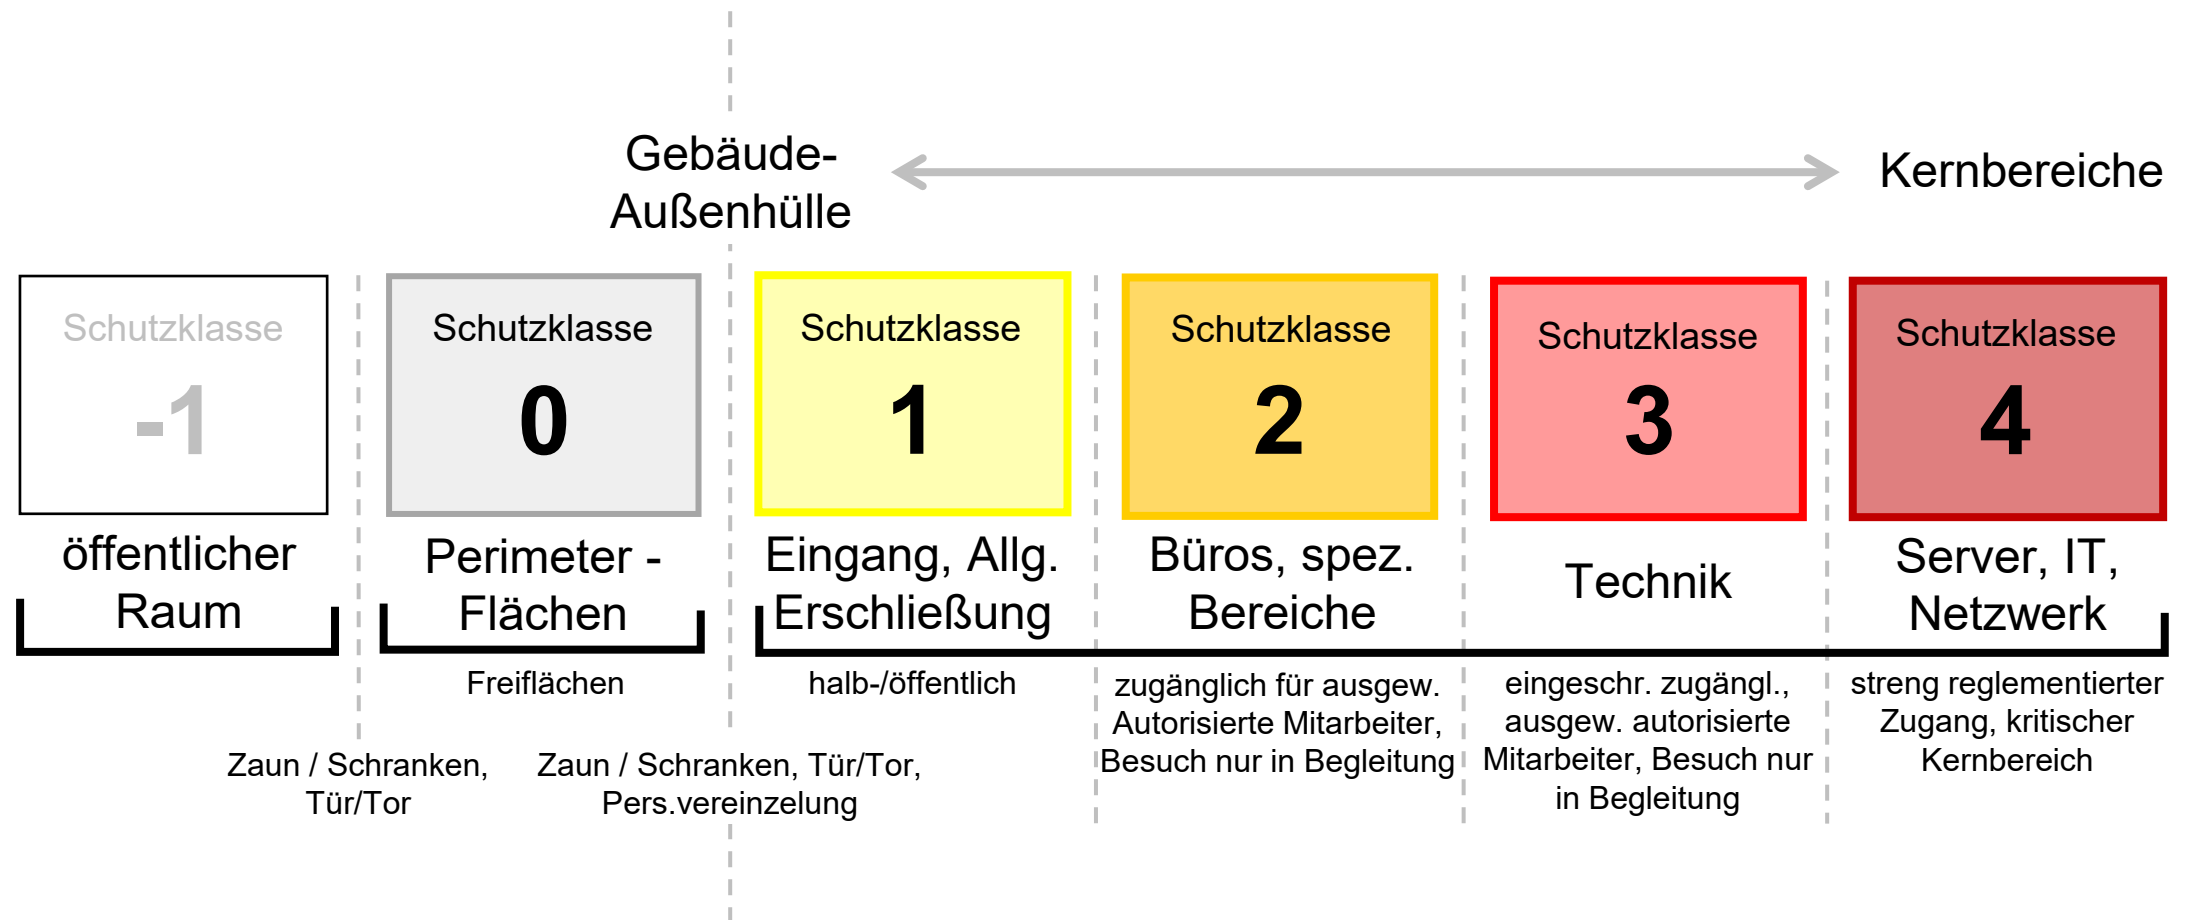 Gebäude-
Außenhülle
Kernbereiche
Schutzklasse
-1
öffentlicher
Raum
Schutzklasse
0
Perimeter -
Flächen
Freiflächen
Schutzklasse
1
Eingang, Allg.
Erschließung
halb-/öffentlich
Schutzklasse
2
Büros, spez.
Bereiche
zugänglich für ausgew.
Autorisierte Mitarbeiter,
Besuch nur in Begleitung
Schutzklasse
3
Technik
eingeschr. zugängl.,
ausgew. autorisierte
Mitarbeiter, Besuch nur
in Begleitung
Schutzklasse
4
Server, IT,
Netzwerk
streng reglementierter
Zugang, kritischer
Kernbereich
Zaun / Schranken,
Tür/Tor
Zaun / Schranken, Tür/Tor,
Pers.vereinzelung